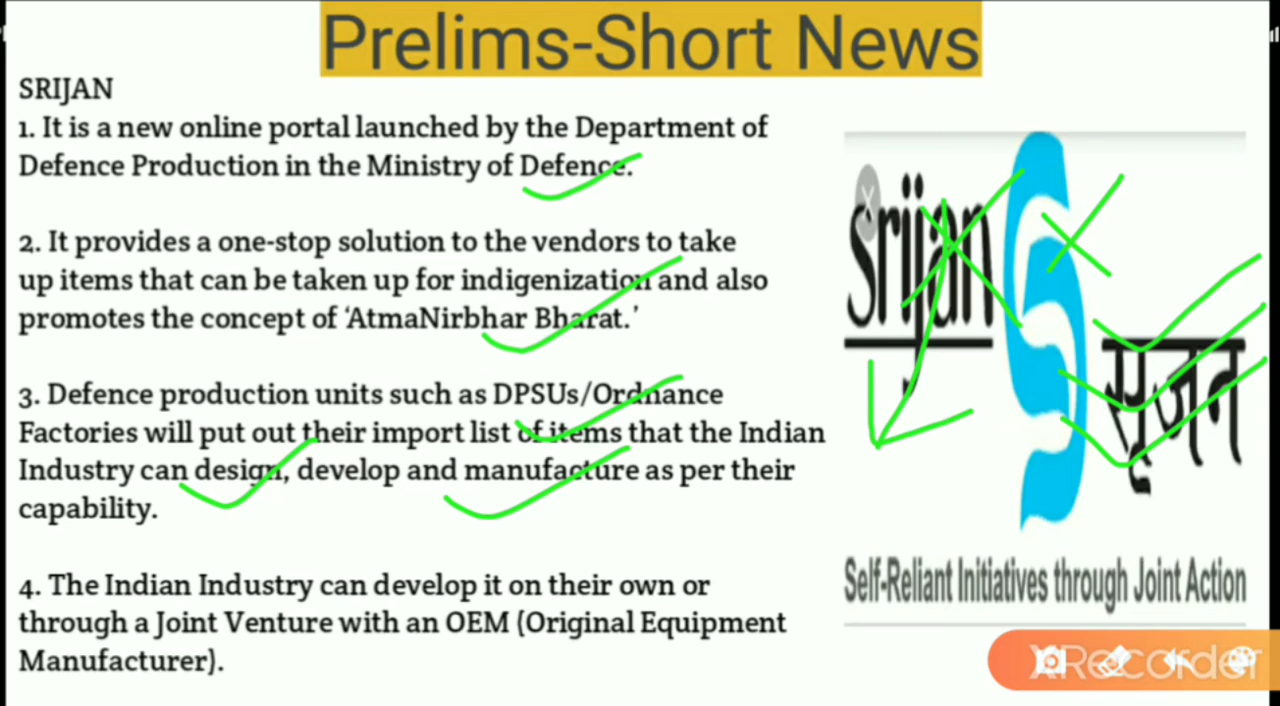 Prelims-Short News
SRIJAN
1. It is a new online portal launched by the Department of
Defence Production in the Ministry of Defence.
2. It provides a one-stop solution to the vendors to take
up items that can be taken up for indigenization and also
promotes the concept of ‘AtmaNirbhar Bharat.’
3. Defence production units such as DPSUs/Ordnance
Factories will put out their import list of items that the Indian
Industry can design, develop and manufacture as per their
capability.
4. The Indian Industry can develop it on their own or
through a Joint Venture with an OEM (Original Equipment
Manufacturer).
srijan
सृजन
Self-Reliant Initiatives through Joint Action
XRecorder